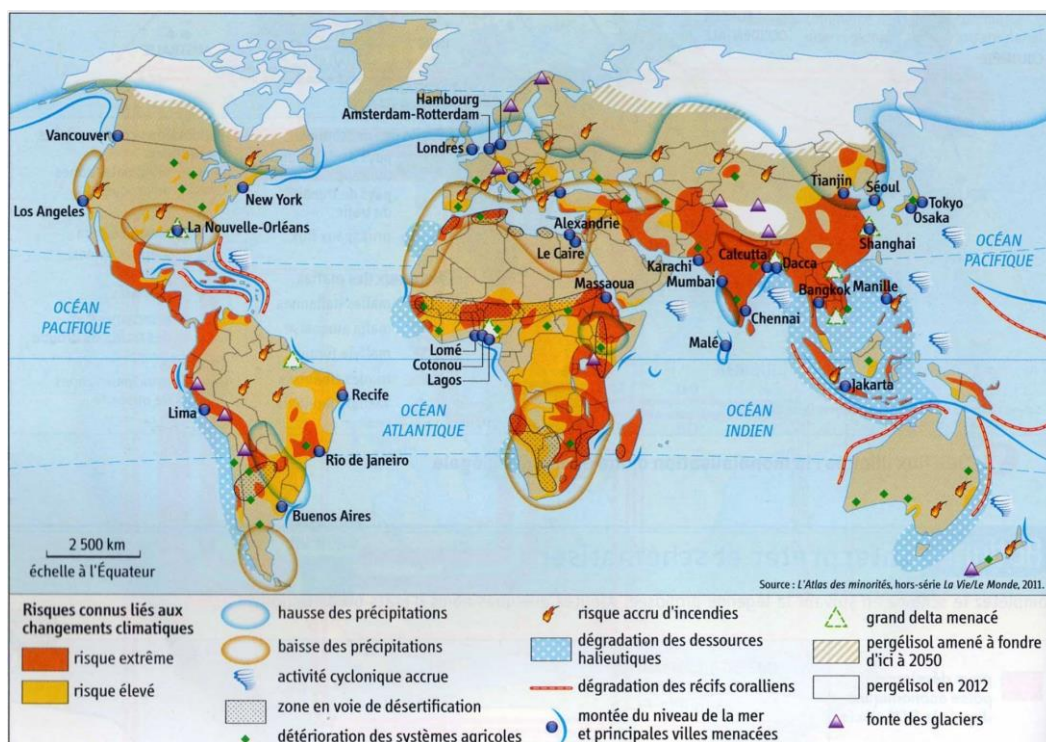 Hambourg
Amsterdam-Rotterdam
Vancouver
Londres
New York
Los Angeles
La Nouvelle-Orléans
Tianjin
Séoul
Tokyo
Osaka
Alexandrie
Le Caire
Shanghai
Karachi
Calcutta
Dacca
Mumbai
Massaoua
Bangkok
Manille
Chennai
OCÉAN
PACIFIQUE
OCÉAN
PACIFIQUE
Lomé
Cotonou
Lagos
Malé
Jakarta
Recife
Lima
OCÉAN
ATLANTIQUE
OCÉAN
INDIEN
Rio de Janeiro
Buenos Aires
2 500 km
échelle à l'Équateur
Source : L'Atlas des minorités, hors-série La Vie/Le Monde, 2011.
Risques connus liés aux
changements climatiques
risque extrême
risque élevé
hausse des précipitations
baisse des précipitations
activité cyclonique accrue
zone en voie de désertification
détérioration des systèmes agricoles
risque accru d'incendies
dégradation des dessources
halieutiques
dégradation des récifs coralliens
montée du niveau de la mer
et principales villes menacées
grand delta menacé
pergélisol amené à fondre
d'ici à 2050
pergélisol en 2012
fonte des glaciers